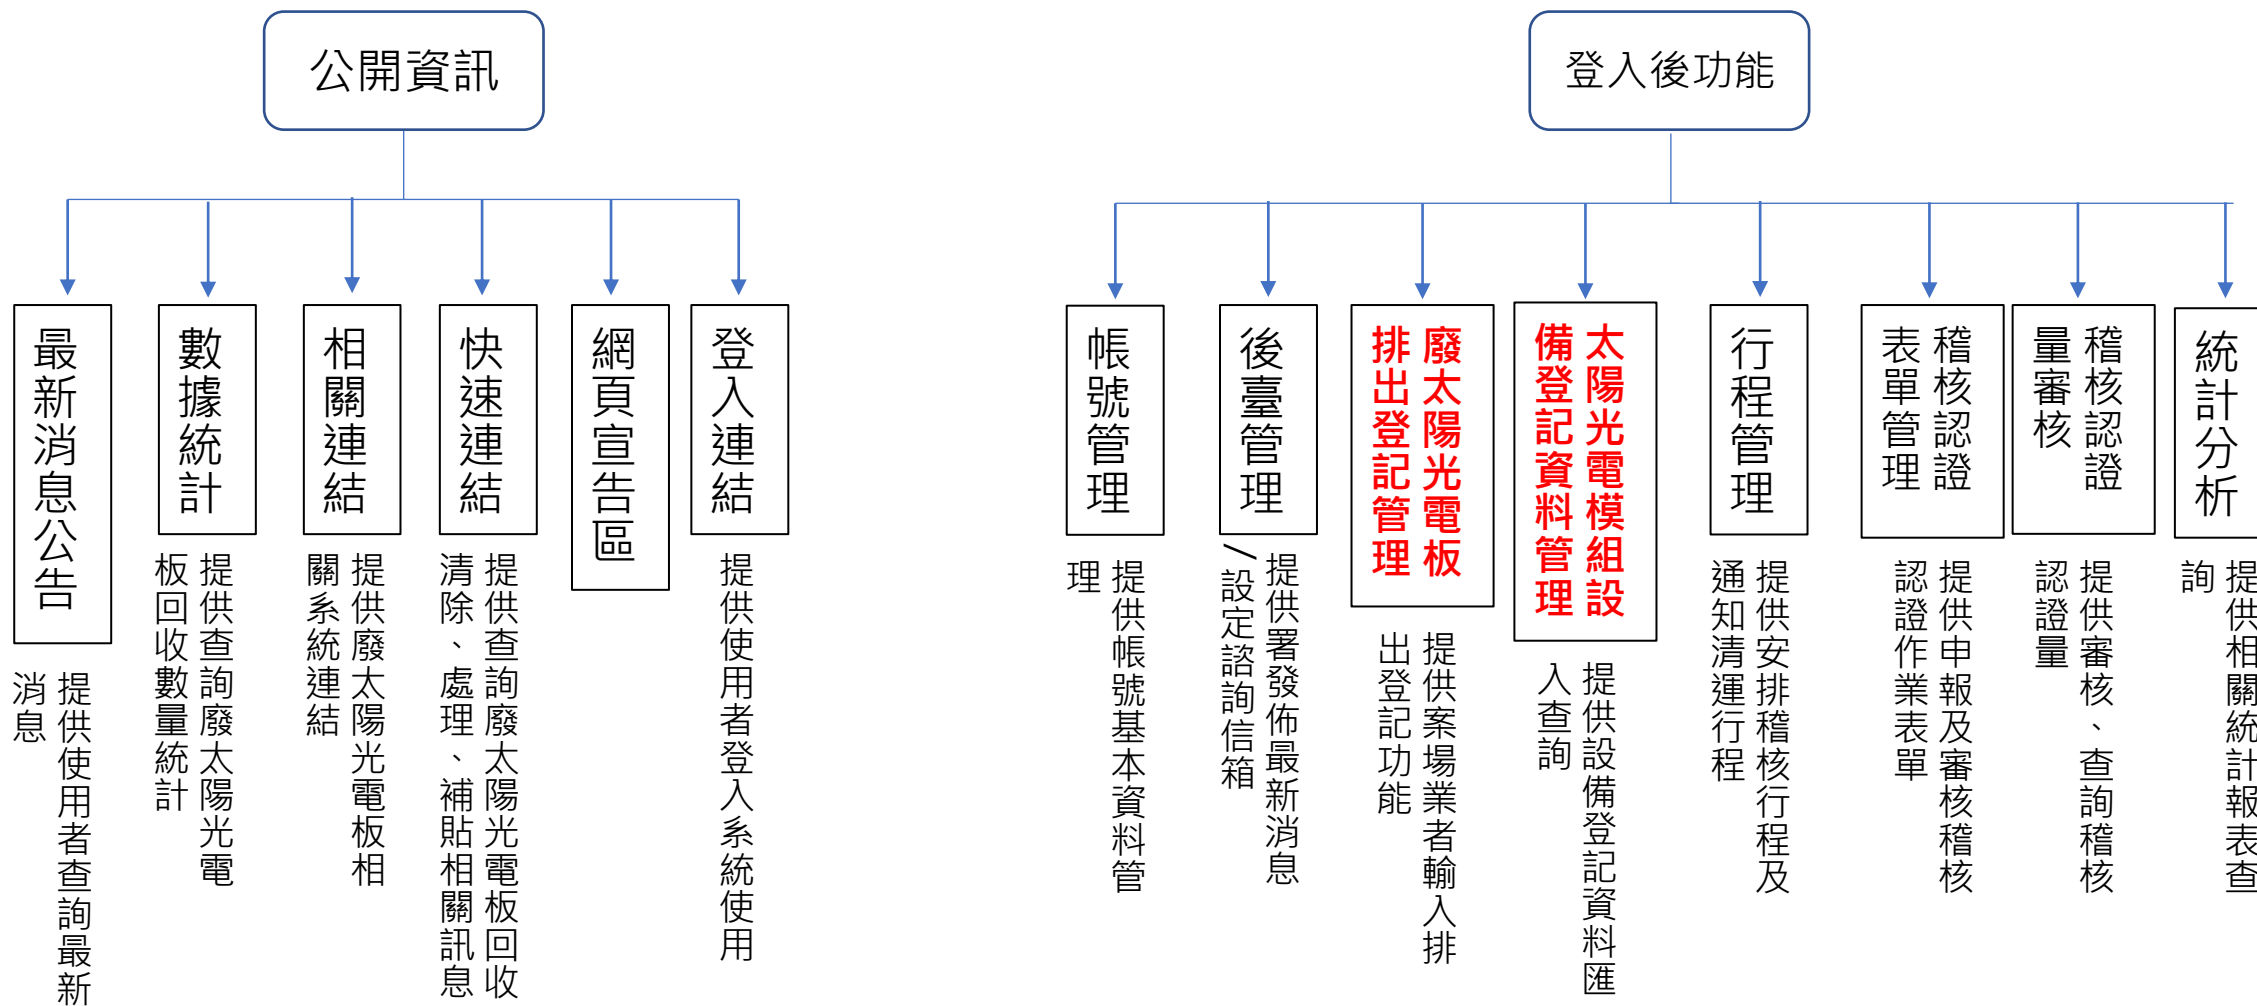 公開資訊
最新消息公告
提供使用者查詢最新
消息
數據統計
提供查詢廢太陽光電
板回收數量統計
相關連結
提供廢太陽光電板相
關系統連結
快速連結
提供查詢廢太陽光電板回收
清除、處理、補貼相關訊息
網頁宣告區
登入連結
提供使用者登入系統使用
登入後功能
帳號管理
提供帳號基本資料管
理
後臺管理
提供署發佈最新消息
/設定諮詢信箱
廢太陽光電板
排出登記管理
提供案場業者輸入排
出登記功能
太陽光電模組設
備登記資料管理
提供設備登記資料匯
入查詢
行程管理
提供安排稽核行程及
通知清運行程
稽核認證
表單管理
提供申報及審核稽核
認證作業表單
稽核認證
量審核
提供審核、查詢稽核
認證量
統計分析
提供相關統計報表查
詢